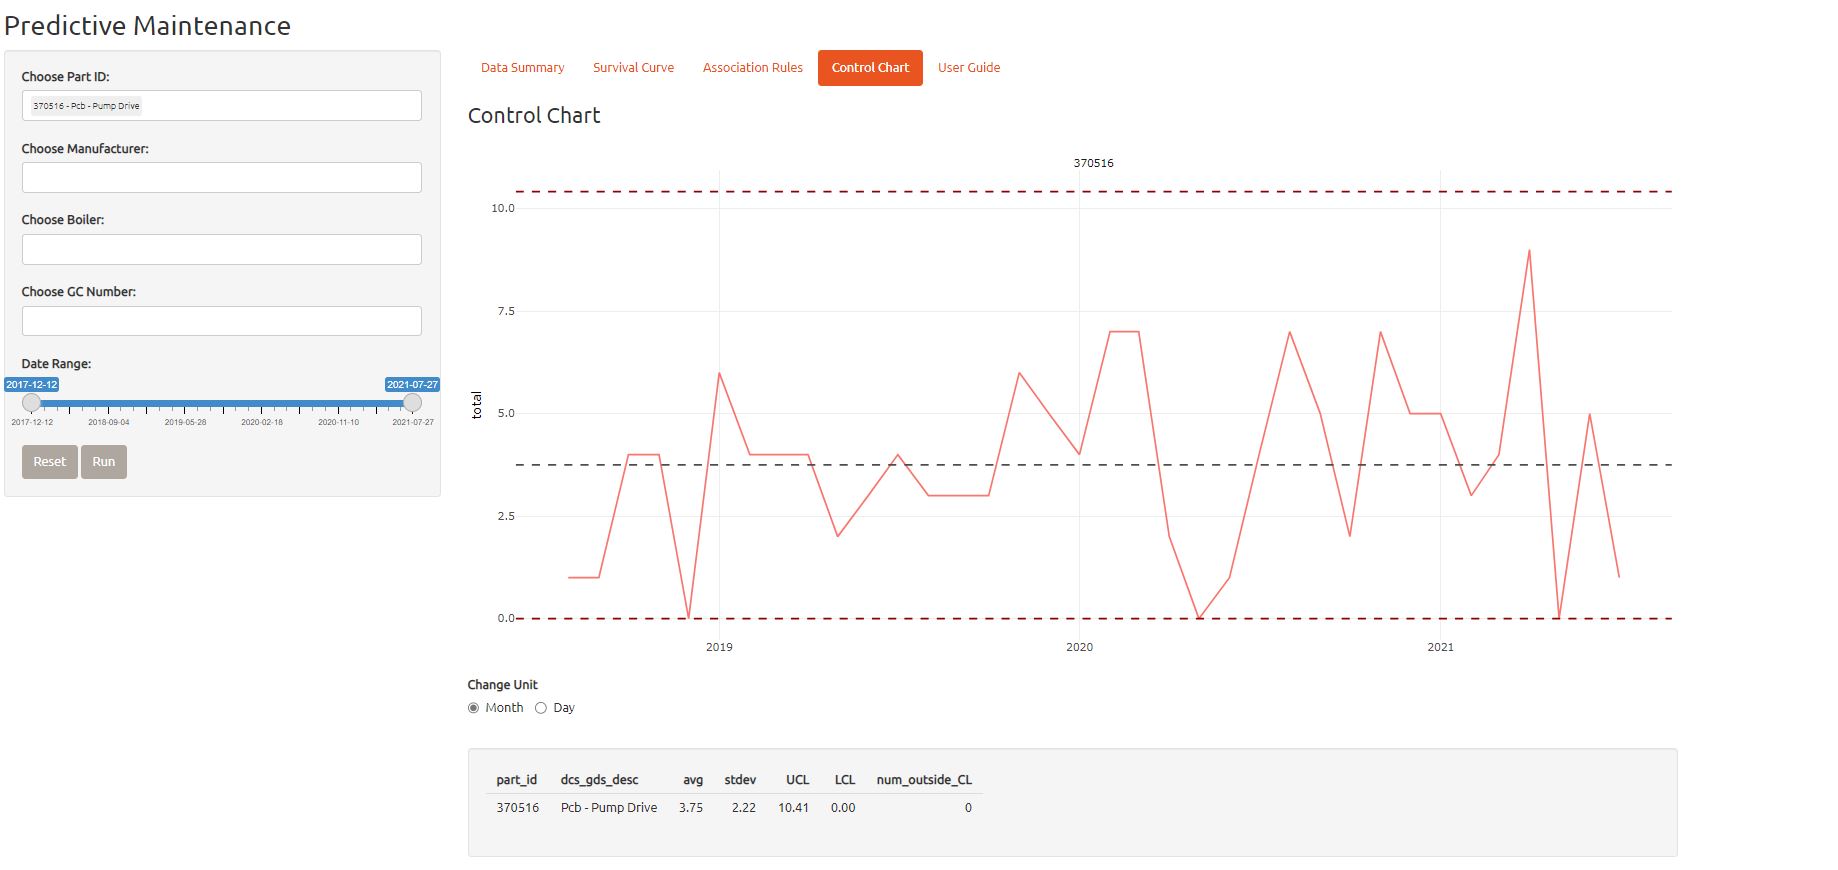 Predictive Maintenance
Choose Part ID:
370516 - Pcb - Pump Drive
Choose Manufacturer:
Choose Boiler:
Choose GC Number:
Date Range:
2017-12-12 2021-07-27
2017-12-12 2018-09-04 2019-05-28 2020-02-18 2020-11-10 2021-07-27
Reset Run
Data Summary Survival Curve Association Rules Control Chart User Guide
Control Chart
370516
10.0
7.5
5.0
2.5
0.0
total
2019 2020 2021
Change Unit
Month Day
part_id dcs_gds_desc avg stdev UCL LCL num_outside_CL
370516 Pcb - Pump Drive 3.75 2.22 10.41 0.00 0